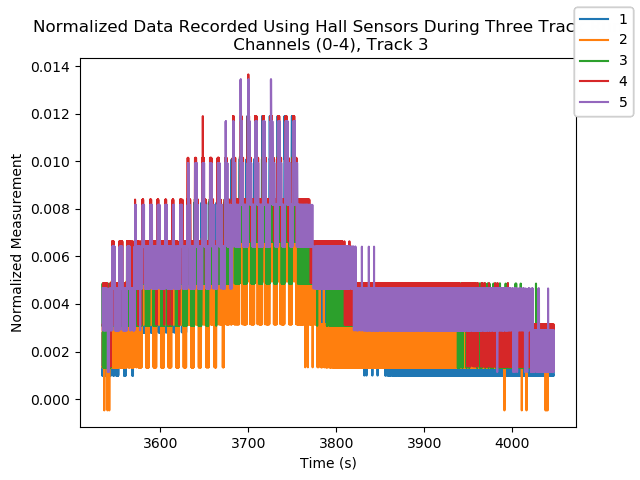 Normalized Data Recorded Using Hall Sensors During Three Trac
Channels (0-4), Track 3
1
2
3
4
5
0.014
0.012
0.010
0.008
0.006
0.004
0.002
0.000
Normalized Measurement
3600 3700 3800 3900 4000
Time (s)